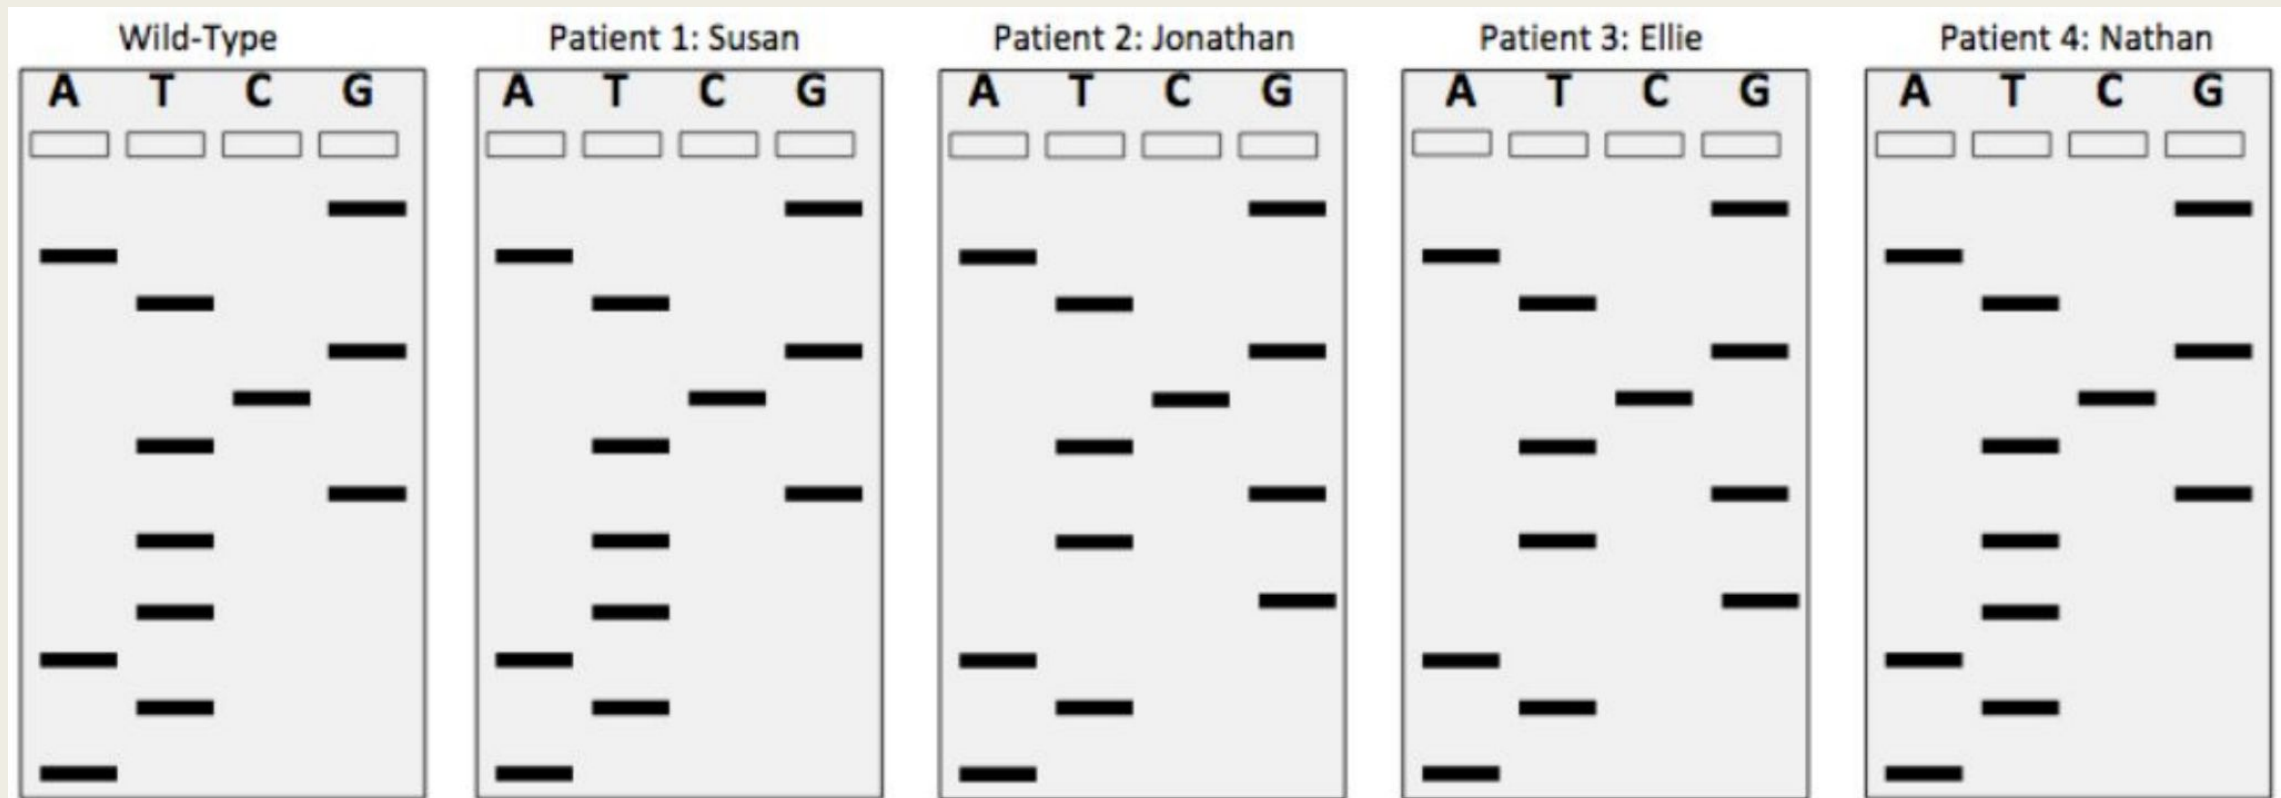 Wild-Type
A T C G
Patient 1: Susan
A T C G
Patient 2: Jonathan
A T C G
Patient 3: Ellie
A T C G
Patient 4: Nathan
A T C G